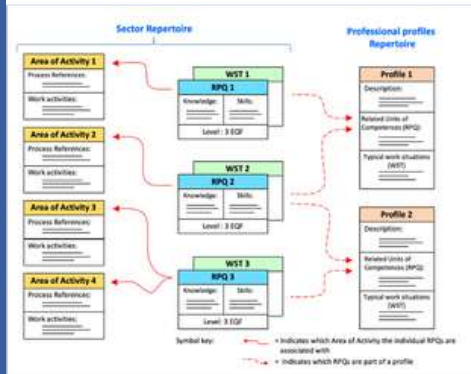 Sector Repertoire
Professional profiles
Repertoire
Area of Activity 1
Process References:
Work activities:
Area of Activity 2
Process References:
Work activities:
Area of Activity 3
Process References:
Work activities:
Area of Activity 4
Process References:
Work activities:
WST 1
RPQ 1
Knowledge:
Skills:
Level : 3 EQF
WST 2
RPQ 2
Knowledge:
Skills:
Level : 3 EQF
WST 3
RPQ 3
Knowledge:
Skills:
Level : 3 EQF
Profile 1
Description:
Related Units of
Competences (RPQ):
Typical work situations
(WST)
Profile 2
Description:
Related Units of
Competences (RPQ):
Typical work situations
(WST)
Symbol key:
= Indicates which Area of Activity the individual RPQs are
associated with
= Indicates which RPQs are part of a profile